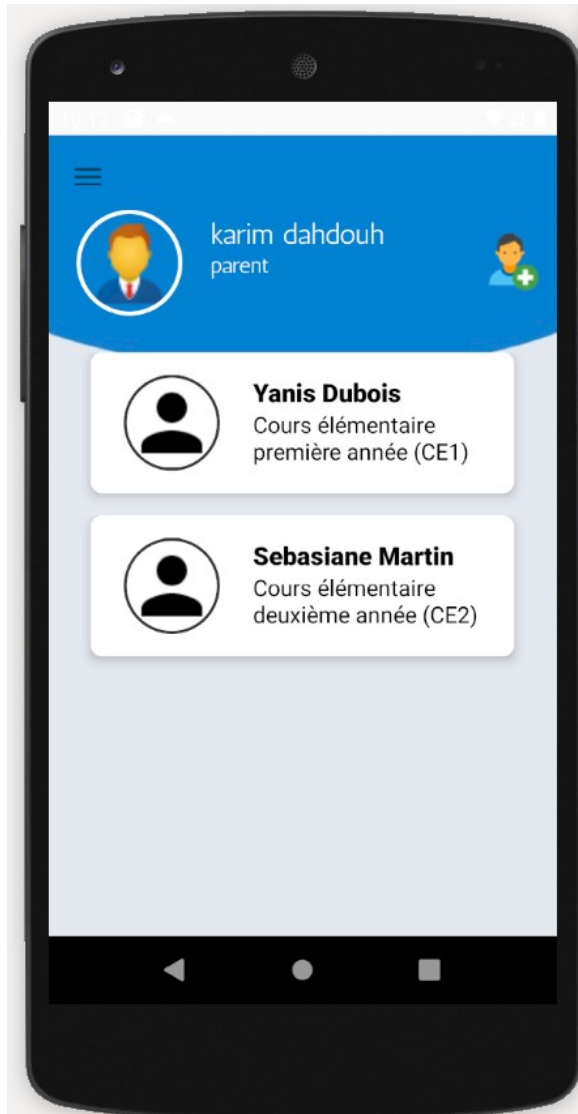 karim dahdouh
parent
Yanis Dubois
Cours élémentaire
première année (CE1)
Sebasiane Martin
Cours élémentaire
deuxième année (CE2)